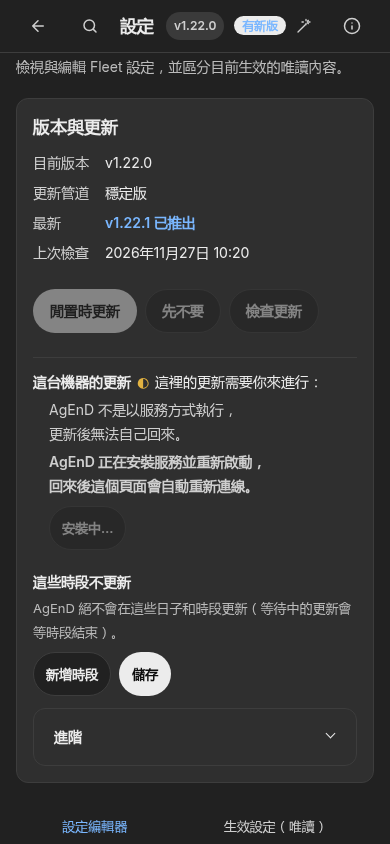 設定 v1.22.0 有新版
檢視與編輯 Fleet 設定，並區分目前生效的唯讀內容。
版本與更新
目前版本 v1.22.0
更新管道 穩定版
最新 v1.22.1 已推出
上次檢查 2026年11月27日 10:20
閒置時更新 先不要 檢查更新
這台機器的更新 這裡的更新需要你來進行：
AgEnD 不是以服務方式執行，
更新後無法自己回來。
AgEnD 正在安裝服務並重新啟動，
回來後這個頁面會自動重新連線。
安裝中…
這些時段不更新
AgEnD 絕不會在這些日子和時段更新（等待中的更新會
等時段結束）。
新增時段 儲存
進階
設定編輯器 生效設定（唯讀）